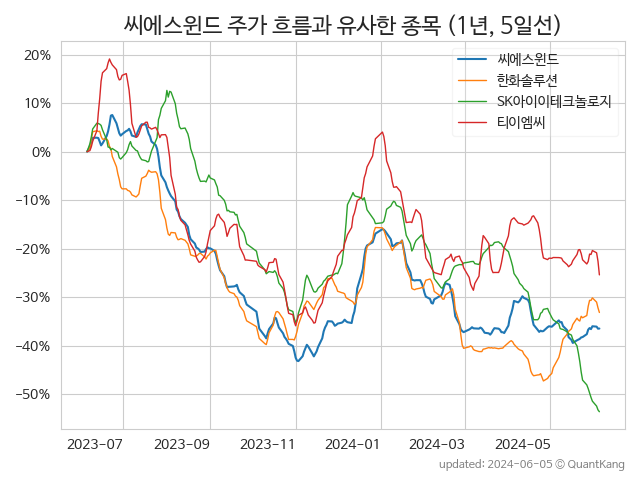 씨에스윈드 주가 흐름과 유사한 종목 (1년, 5일선)
씨에스윈드
한화솔루션
SK아이이테크놀로지
티이엠씨
20%
10%
0%
−10%
−20%
−30%
−40%
−50%
2023-07 2023-09 2023-11 2024-01 2024-03 2024-05
updated: 2024-06-05 © QuantKang